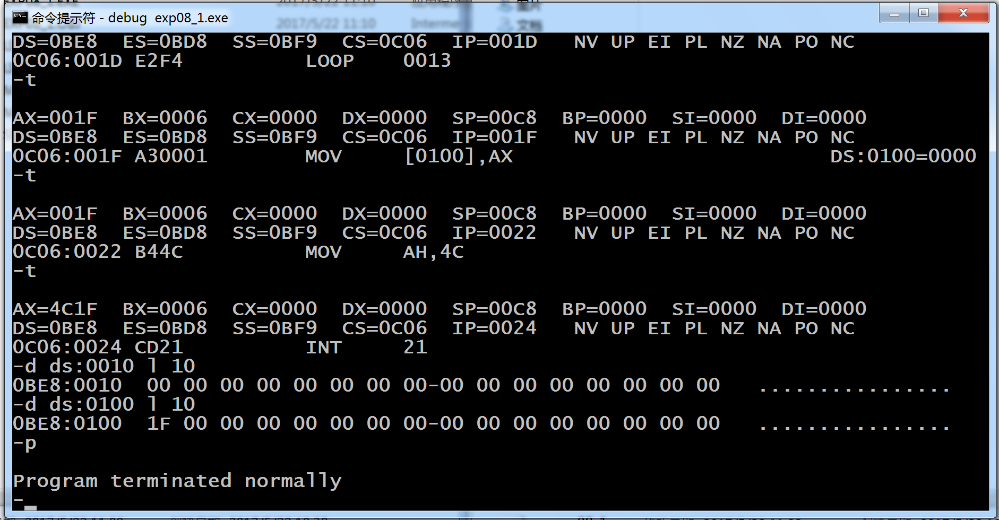 命令提示符 - debug  exp08_1.exe
2017/5/22 11:10
DS=0BE8  ES=0BD8  SS=0BF9  CS=0C06  IP=001D   NV UP EI PL NZ NA PO NC
0C06:001D E2F4          LOOP    0013
-t
AX=001F  BX=0006  CX=0000  DX=0000  SP=00C8  BP=0000  SI=0000  DI=0000
DS=0BE8  ES=0BD8  SS=0BF9  CS=0C06  IP=001F   NV UP EI PL NZ NA PO NC
0C06:001F A30001        MOV     [0100],AX                          DS:0100=0000
-t
AX=001F  BX=0006  CX=0000  DX=0000  SP=00C8  BP=0000  SI=0000  DI=0000
DS=0BE8  ES=0BD8  SS=0BF9  CS=0C06  IP=0022   NV UP EI PL NZ NA PO NC
0C06:0022 B44C          MOV     AH,4C
-t
AX=4C1F  BX=0006  CX=0000  DX=0000  SP=00C8  BP=0000  SI=0000  DI=0000
DS=0BE8  ES=0BD8  SS=0BF9  CS=0C06  IP=0024   NV UP EI PL NZ NA PO NC
0C06:0024 CD21          INT     21
-d ds:0010 l 10
0BE8:0010  00 00 00 00 00 00 00 00-00 00 00 00 00 00 00 00   ................
-d ds:0100 l 10
0BE8:0100  1F 00 00 00 00 00 00 00-00 00 00 00 00 00 00 00   ................
-p
Program terminated normally
-